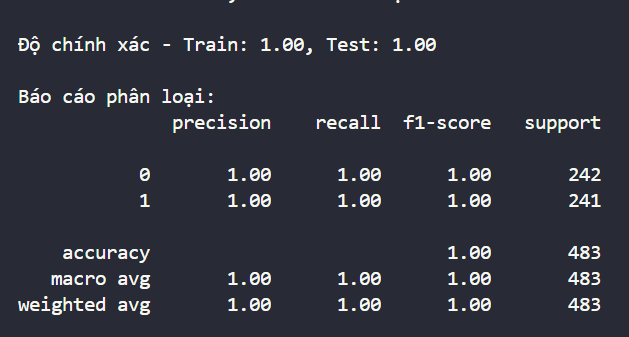 Độ chính xác - Train: 1.00, Test: 1.00
Báo cáo phân loại:
precision recall f1-score support
0 1.00 1.00 1.00 242
1 1.00 1.00 1.00 241
accuracy 1.00 483
macro avg 1.00 1.00 1.00 483
weighted avg 1.00 1.00 1.00 483